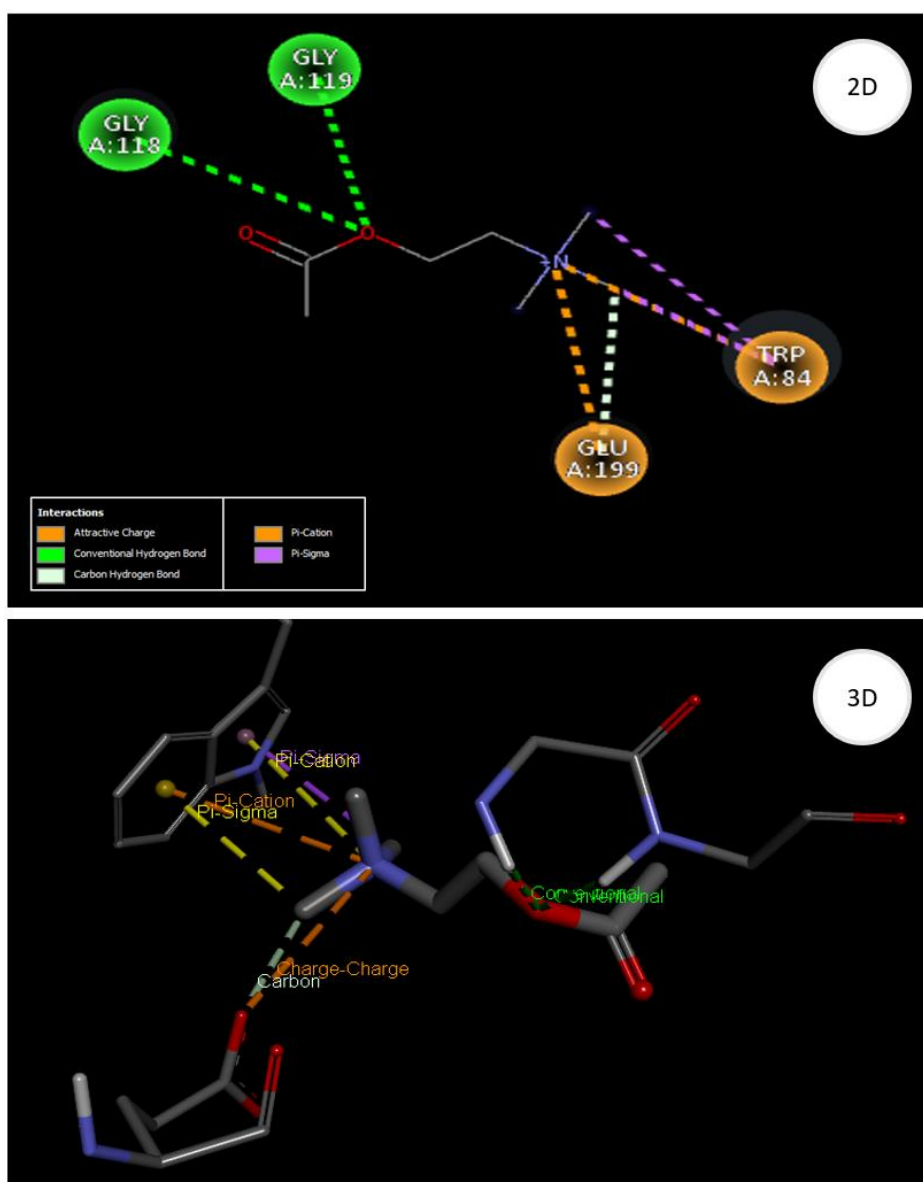 2D
GLY
A:119
GLY
A:118
O
O
+N
TRP
A:84
GLU
A:199
Interactions
Attractive Charge
Conventional Hydrogen Bond
Carbon Hydrogen Bond
Pi-Cation
Pi-Sigma
3D
Pi-Sigma
Pi-Cation
Pi-Cation
Pi-Sigma
Conventional
Charge-Charge
Carbon